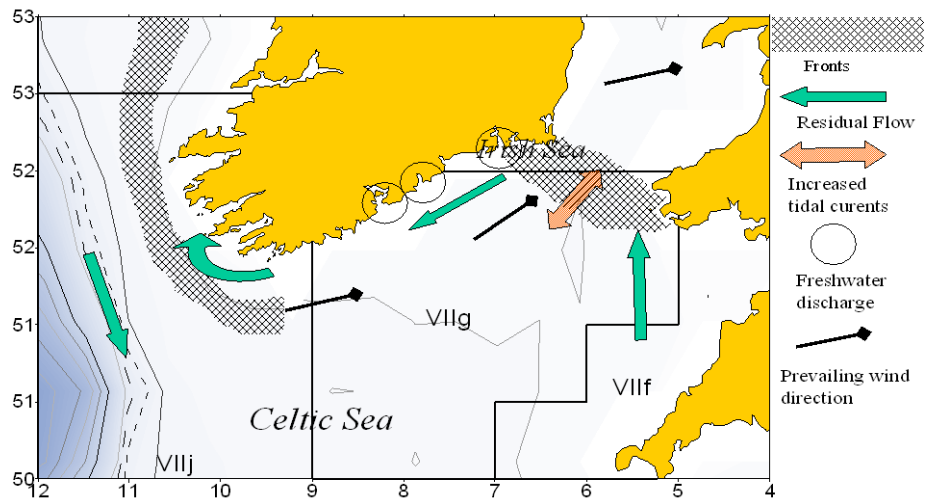 53
53
52
52
51
51
50
12
11
10
9
8
7
6
5
4
Irish Sea
VIIg
VIIf
Celtic Sea
VIIj
Fronts
Residual Flow
Increased
tidal curents
Freshwater
discharge
Prevailing wind
direction